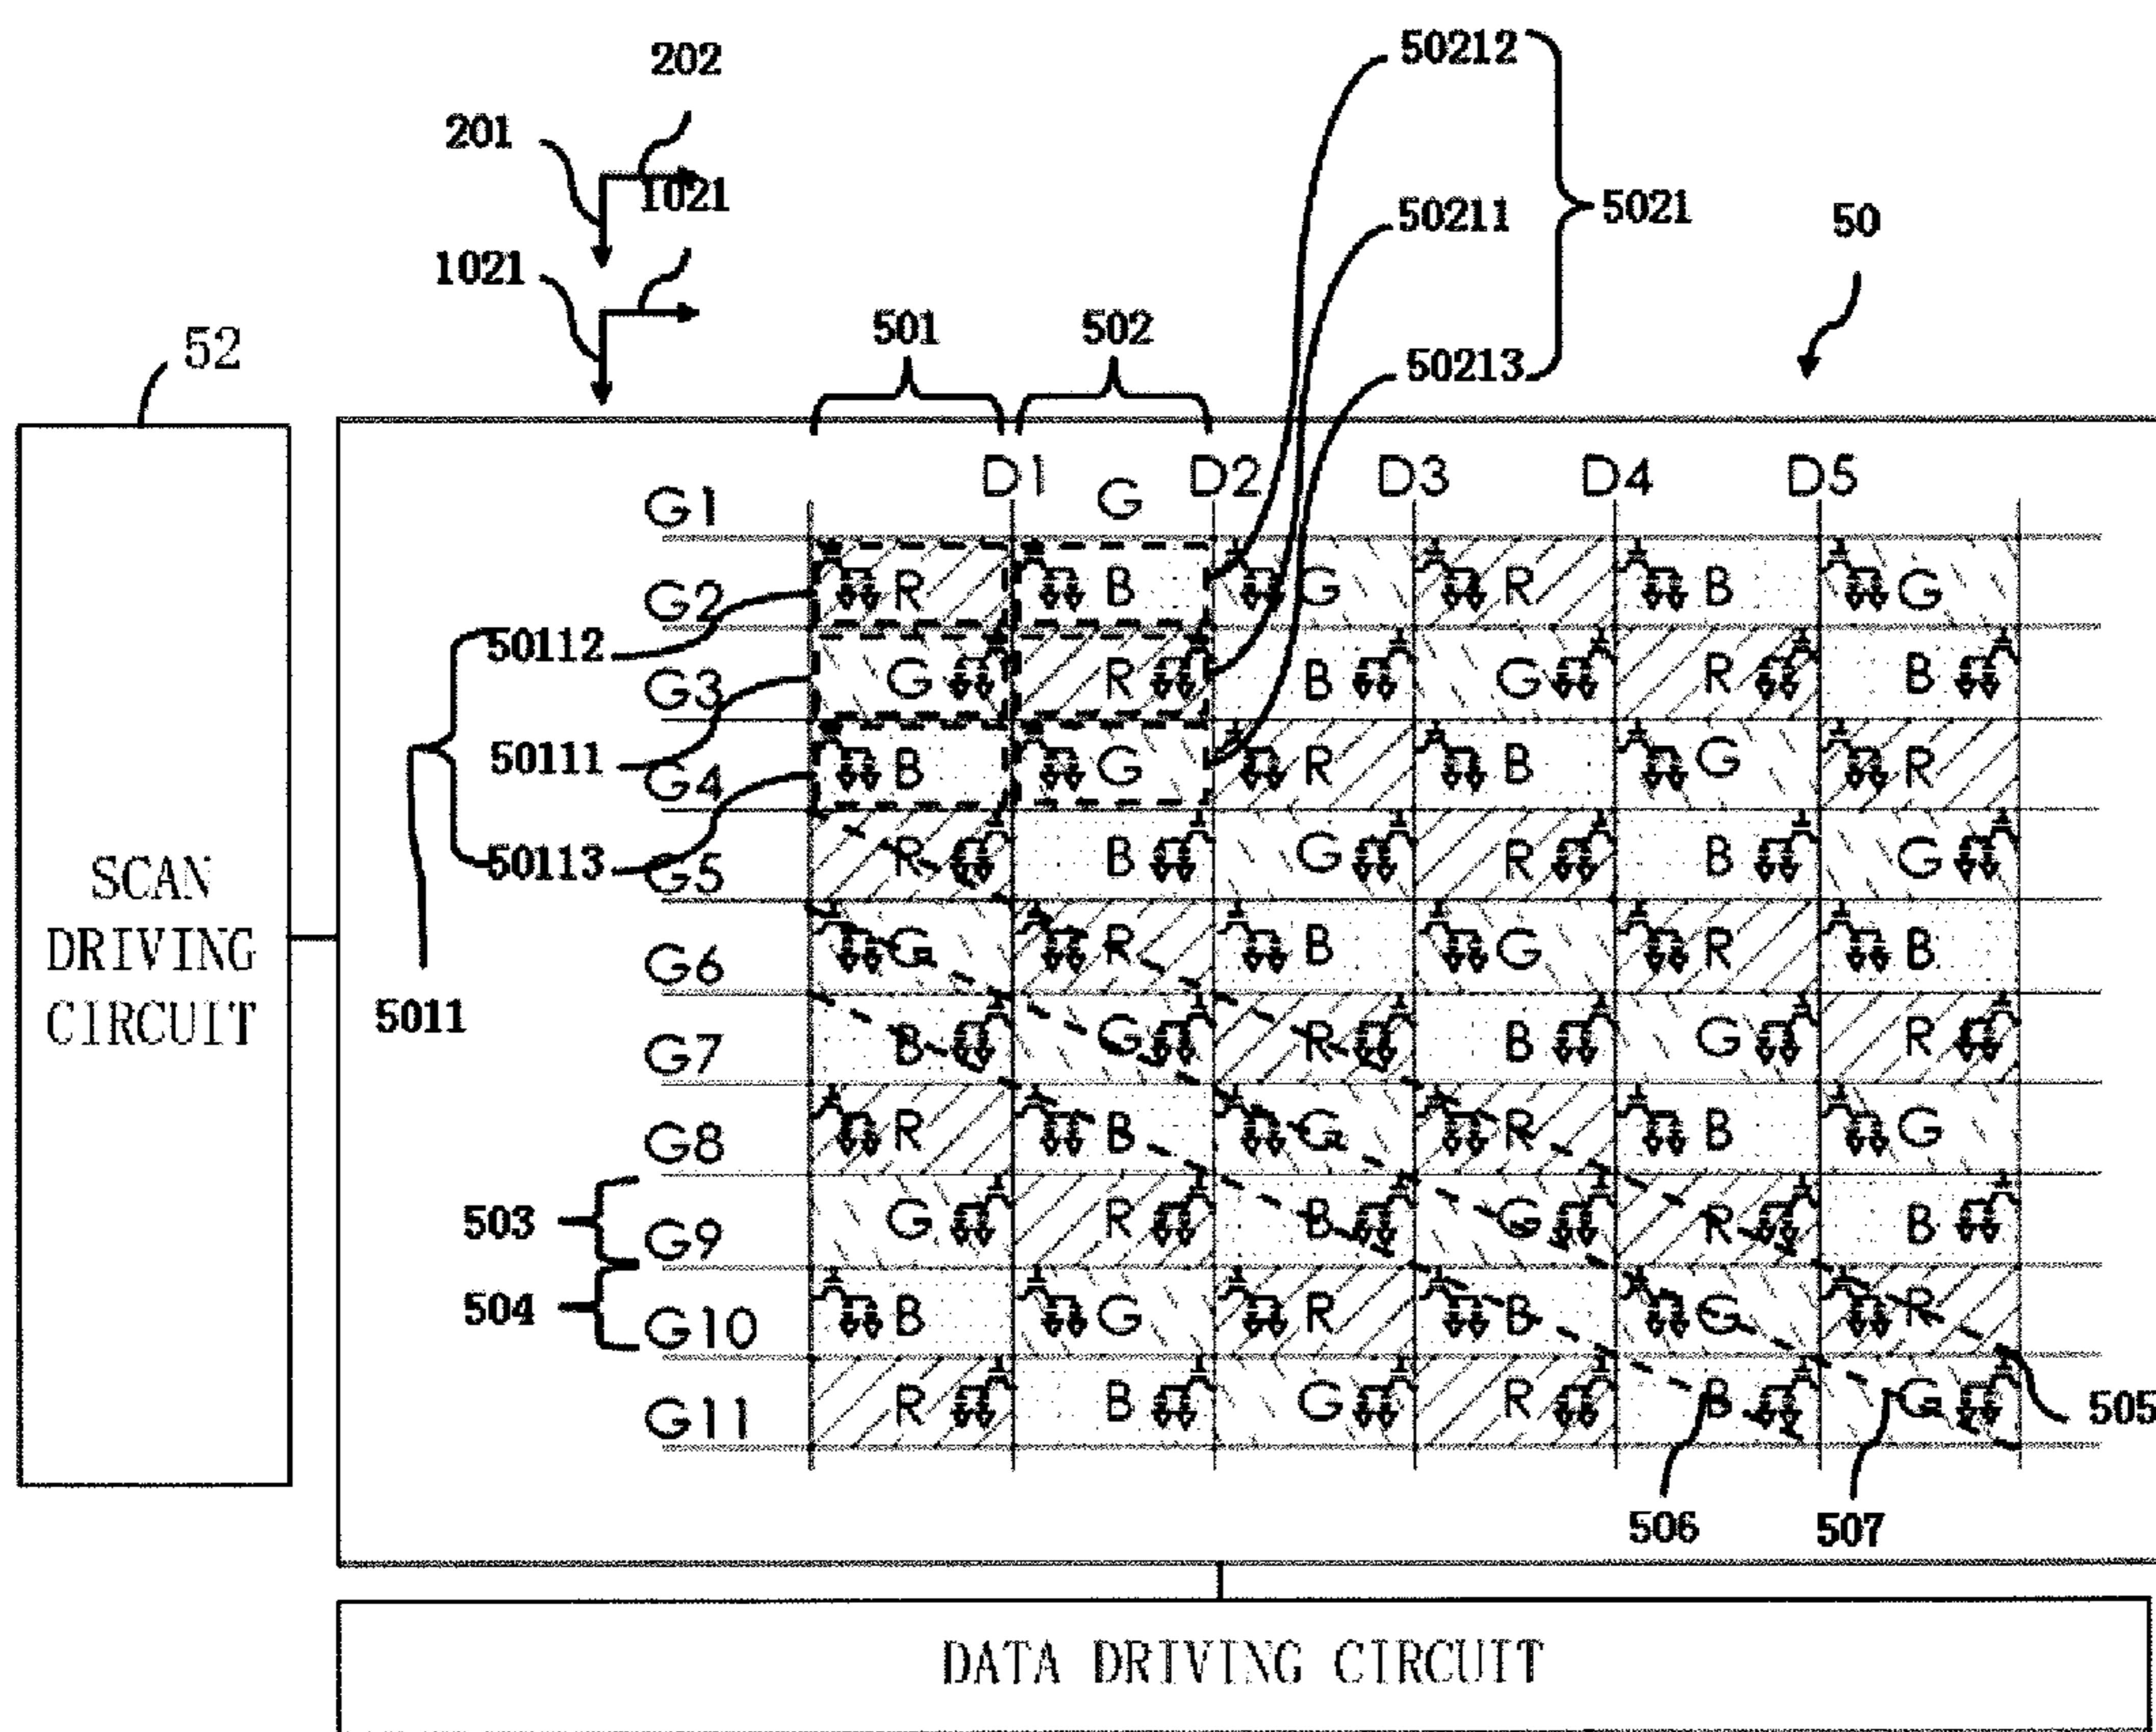 202
50212
201
1021
50211
5021
50
1021
501
502
50213
52
D1
G
D2
D3
D4
D5
G1
R B G R B G
G2
50112
G R B G R B
G3
50111
B G R B G R
G4
50113
R B G R B G
G5
G R B G R B
G6
5011
B G R B G R
G7
R B G R B G
G8
503
G R B G R B
G9
504
B G R B G R
G10
R B G R B G
G11
505
506
507
SCAN
DRIVING
CIRCUIT
DATA DRIVING CIRCUIT